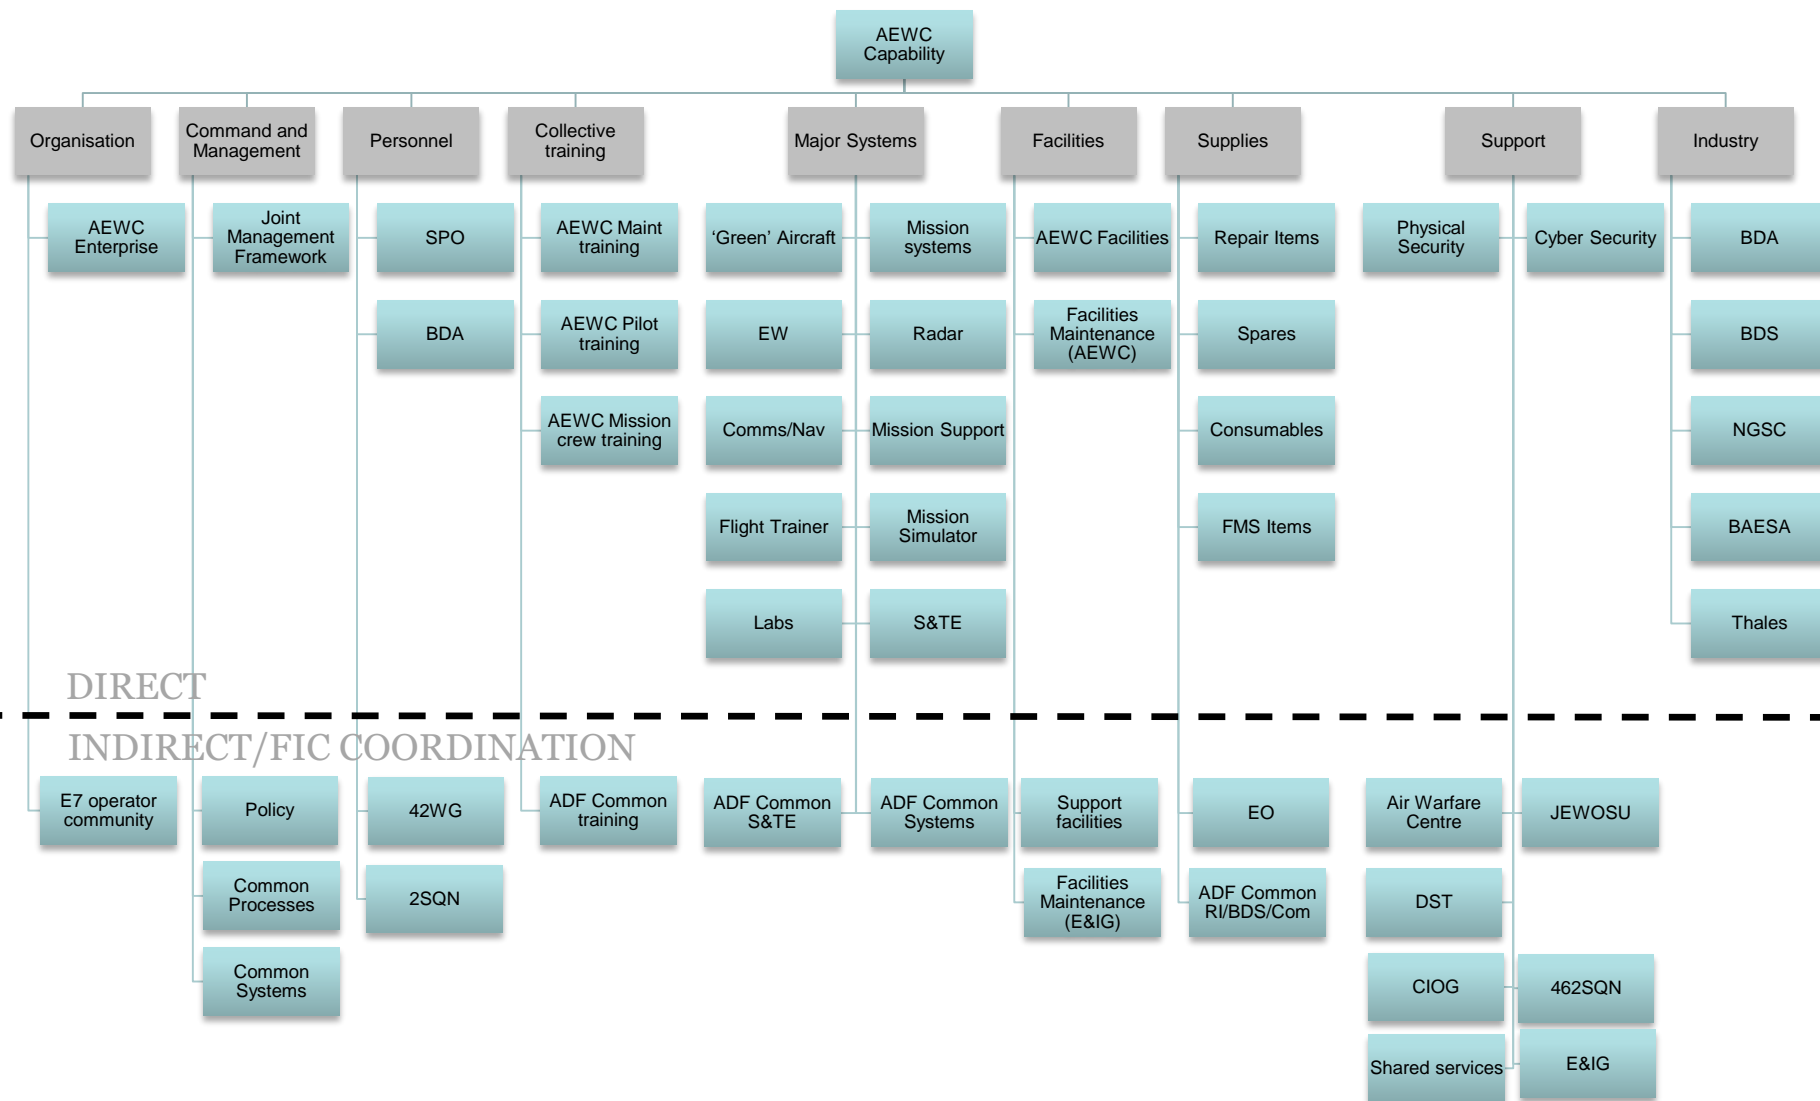 AEWC
Capability
Organisation
Command and
Management
Personnel
Collective
training
Major Systems
Facilities
Supplies
Support
Industry
AEWC
Enterprise
Joint
Management
Framework
SPO
AEWC Maint
training
'Green' Aircraft
Mission
systems
AEWC Facilities
Repair Items
Physical
Security
Cyber Security
BDA
BDA
AEWC Pilot
training
EW
Radar
Facilities
Maintenance
(AEWC)
Spares
BDS
AEWC Mission
crew training
Comms/Nav
Mission Support
Consumables
NGSC
Flight Trainer
Mission
Simulator
FMS Items
BAESA
Labs
S&TE
Thales
DIRECT
INDIRECT/FIC COORDINATION
E7 operator
community
Policy
42WG
ADF Common
training
ADF Common
S&TE
ADF Common
Systems
Support
facilities
EO
Air Warfare
Centre
JEWOSU
Common
Processes
2SQN
Facilities
Maintenance
(E&IG)
ADF Common
RI/BDS/Com
DST
Common
Systems
CIOG
462SQN
Shared services
E&IG